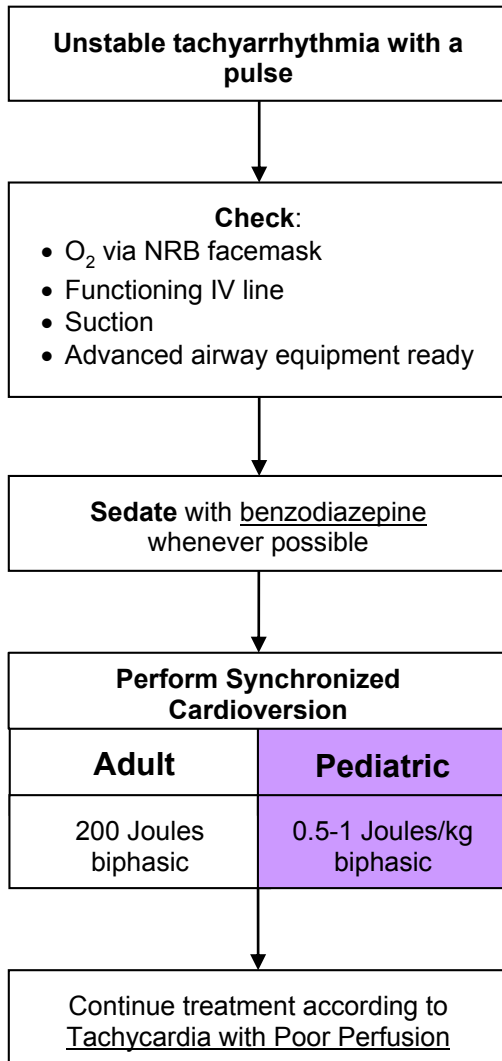 Unstable tachyarrhythmia with a
pulse
Check:
• O₂ via NRB facemask
• Functioning IV line
• Suction
• Advanced airway equipment ready
Sedate with benzodiazepine
whenever possible
Perform Synchronized
Cardioversion
Adult
Pediatric
200 Joules
biphasic
0.5-1 Joules/kg
biphasic
Continue treatment according to
Tachycardia with Poor Perfusion